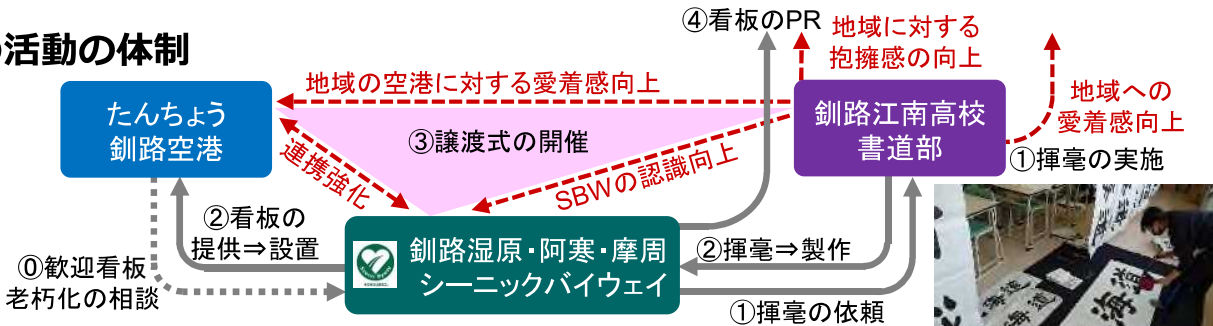 活動の体制
④看板のPR
地域に対する
抱擁感の向上
地域の空港に対する愛着感向上
たんちょう
釧路空港
③譲渡式の開催
釧路江南高校
書道部
地域への
愛着感向上
①揮毫の実施
連携強化
SBWの認識向上
②看板の
提供⇒設置
釧路湿原・阿寒・摩周
シーニックバイウェイ
②揮毫⇒製作
⓪歓迎看板
老朽化の相談
①揮毫の依頼
海道